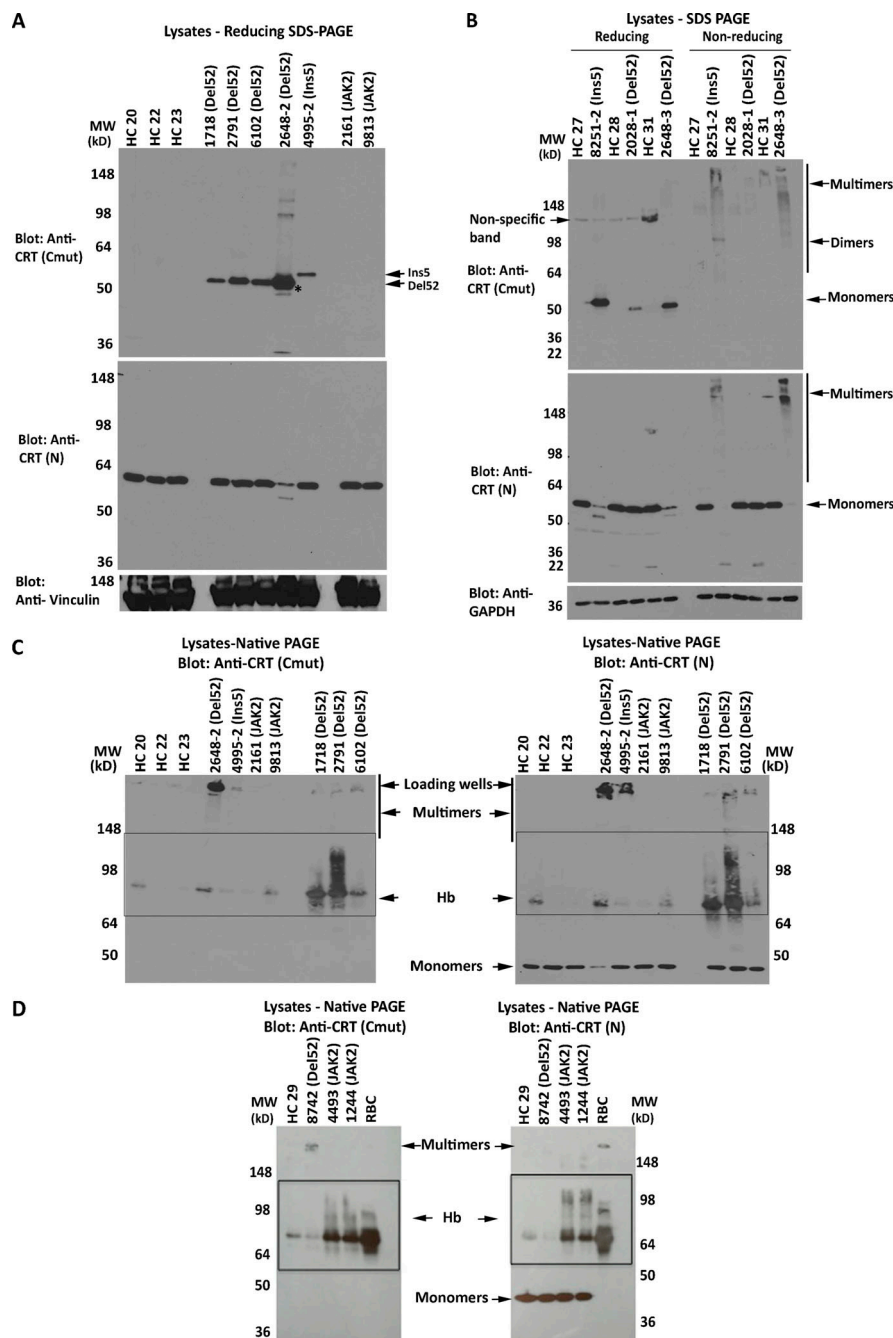 A
Lysates - Reducing SDS-PAGE
HC 20
HC 22
HC 23
1718 (Del52)
2791 (Del52)
6102 (Del52)
2648-2 (Del52)
4995-2 (Ins5)
2161 (JAK2)
9813 (JAK2)
MW
(kD)
148
98
64
50
36
Blot: Anti-
CRT (Cmut)
Ins5
Del52
*
148
98
64
50
36
Blot: Anti-
CRT (N)
Blot:
Anti- Vinculin
148
B
Lysates - SDS PAGE
Reducing
Non-reducing
HC 27
8251-2 (Ins5)
HC 28
2028-1 (Del52)
HC 31
2648-3 (Del52)
HC 27
8251-2 (Ins5)
HC 28
2028-1 (Del52)
HC 31
2648-3 (Del52)
MW
(kD)
148
98
64
50
36
22
Non-specific
band
Blot: Anti-
CRT (Cmut)
Multimers
Dimers
Monomers
148
98
64
50
36
22
Blot: Anti-
CRT (N)
Multimers
Monomers
Blot: Anti-
GAPDH
36
C
Lysates-Native PAGE
Blot: Anti-CRT (Cmut)
HC 20
HC 22
HC 23
2648-2 (Del52)
4995-2 (Ins5)
2161 (JAK2)
9813 (JAK2)
1718 (Del52)
2791 (Del52)
6102 (Del52)
MW
(kD)
148
98
64
50
Loading wells
Multimers
Hb
Monomers
Lysates-Native PAGE
Blot: Anti-CRT (N)
HC 20
HC 22
HC 23
2648-2 (Del52)
4995-2 (Ins5)
2161 (JAK2)
9813 (JAK2)
1718 (Del52)
2791 (Del52)
6102 (Del52)
MW
(kD)
148
98
64
50
D
Lysates - Native PAGE
Blot: Anti-CRT (Cmut)
HC 29
8742 (Del52)
4493 (JAK2)
1244 (JAK2)
RBC
MW
(kD)
148
98
64
50
36
Multimers
Hb
Monomers
Lysates - Native PAGE
Blot: Anti-CRT (N)
HC 29
8742 (Del52)
4493 (JAK2)
1244 (JAK2)
RBC
MW
(kD)
148
98
64
50
36